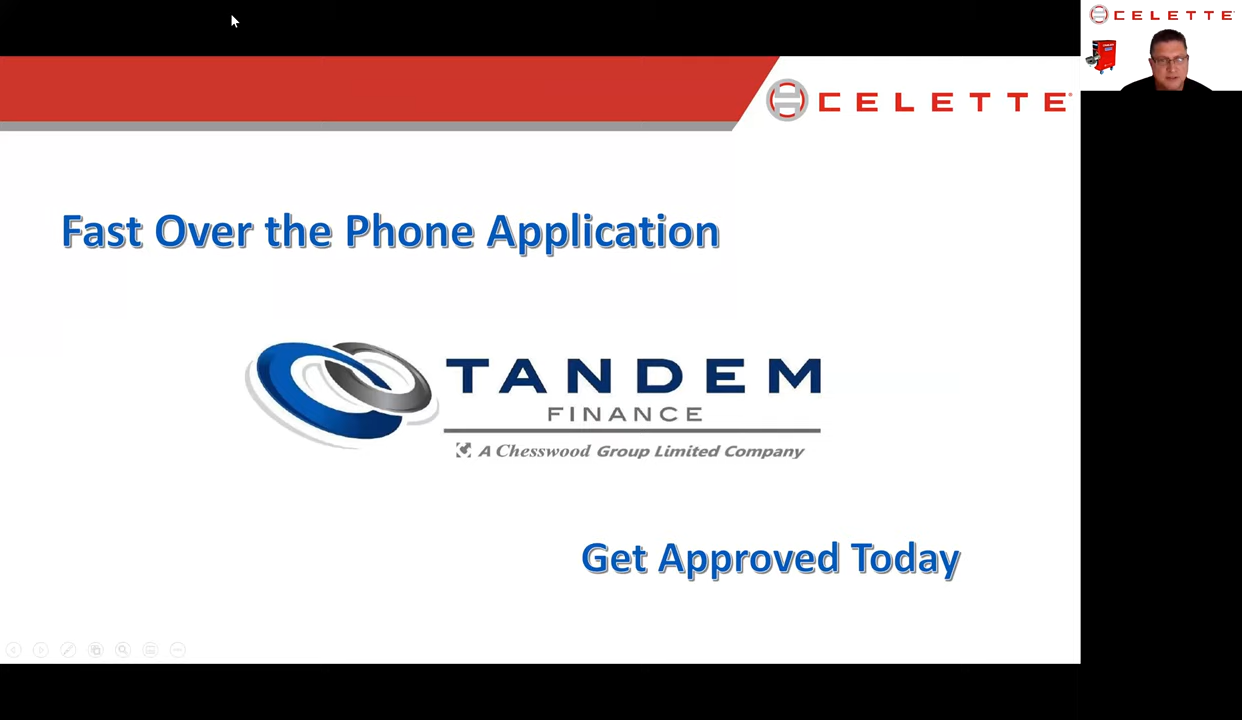 CELETTE
CELETTE
Fast Over the Phone Application
TANDEM
FINANCE
A Chesswood Group Limited Company
Get Approved Today